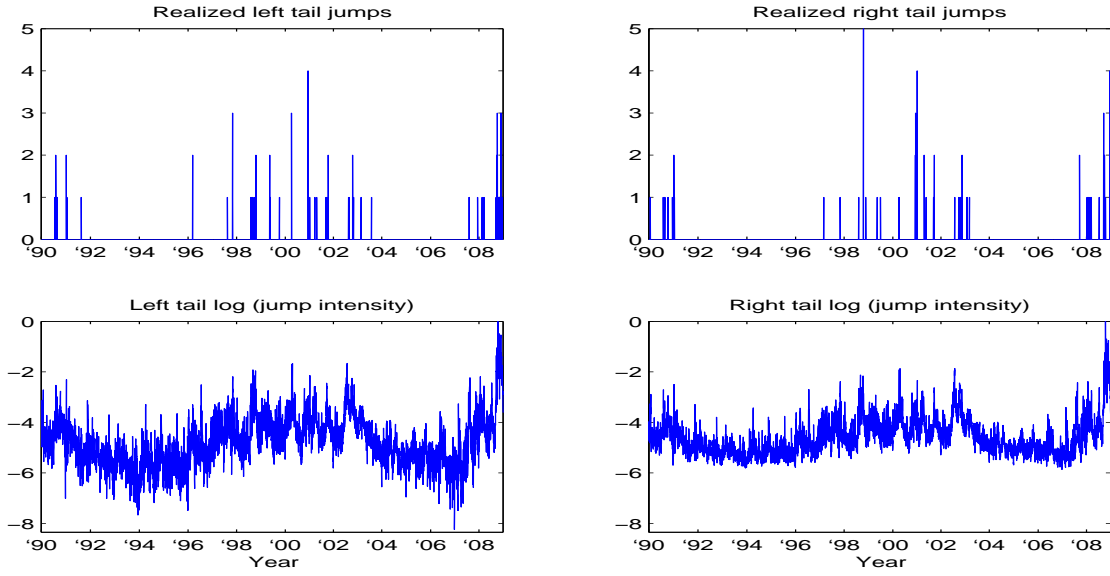 Realized left tail jumps
5
4
3
2
1
0
‘90 ‘92 ‘94 ‘96 ‘98 ‘00 ‘02 ‘04 ‘06 ‘08
Realized right tail jumps
5
4
3
2
1
0
‘90 ‘92 ‘94 ‘96 ‘98 ‘00 ‘02 ‘04 ‘06 ‘08
Left tail log (jump intensity)
0
−2
−4
−6
−8
‘90 ‘92 ‘94 ‘96 ‘98 ‘00 ‘02 ‘04 ‘06 ‘08
Year
Right tail log (jump intensity)
0
−2
−4
−6
−8
‘90 ‘92 ‘94 ‘96 ‘98 ‘00 ‘02 ‘04 ‘06 ‘08
Year